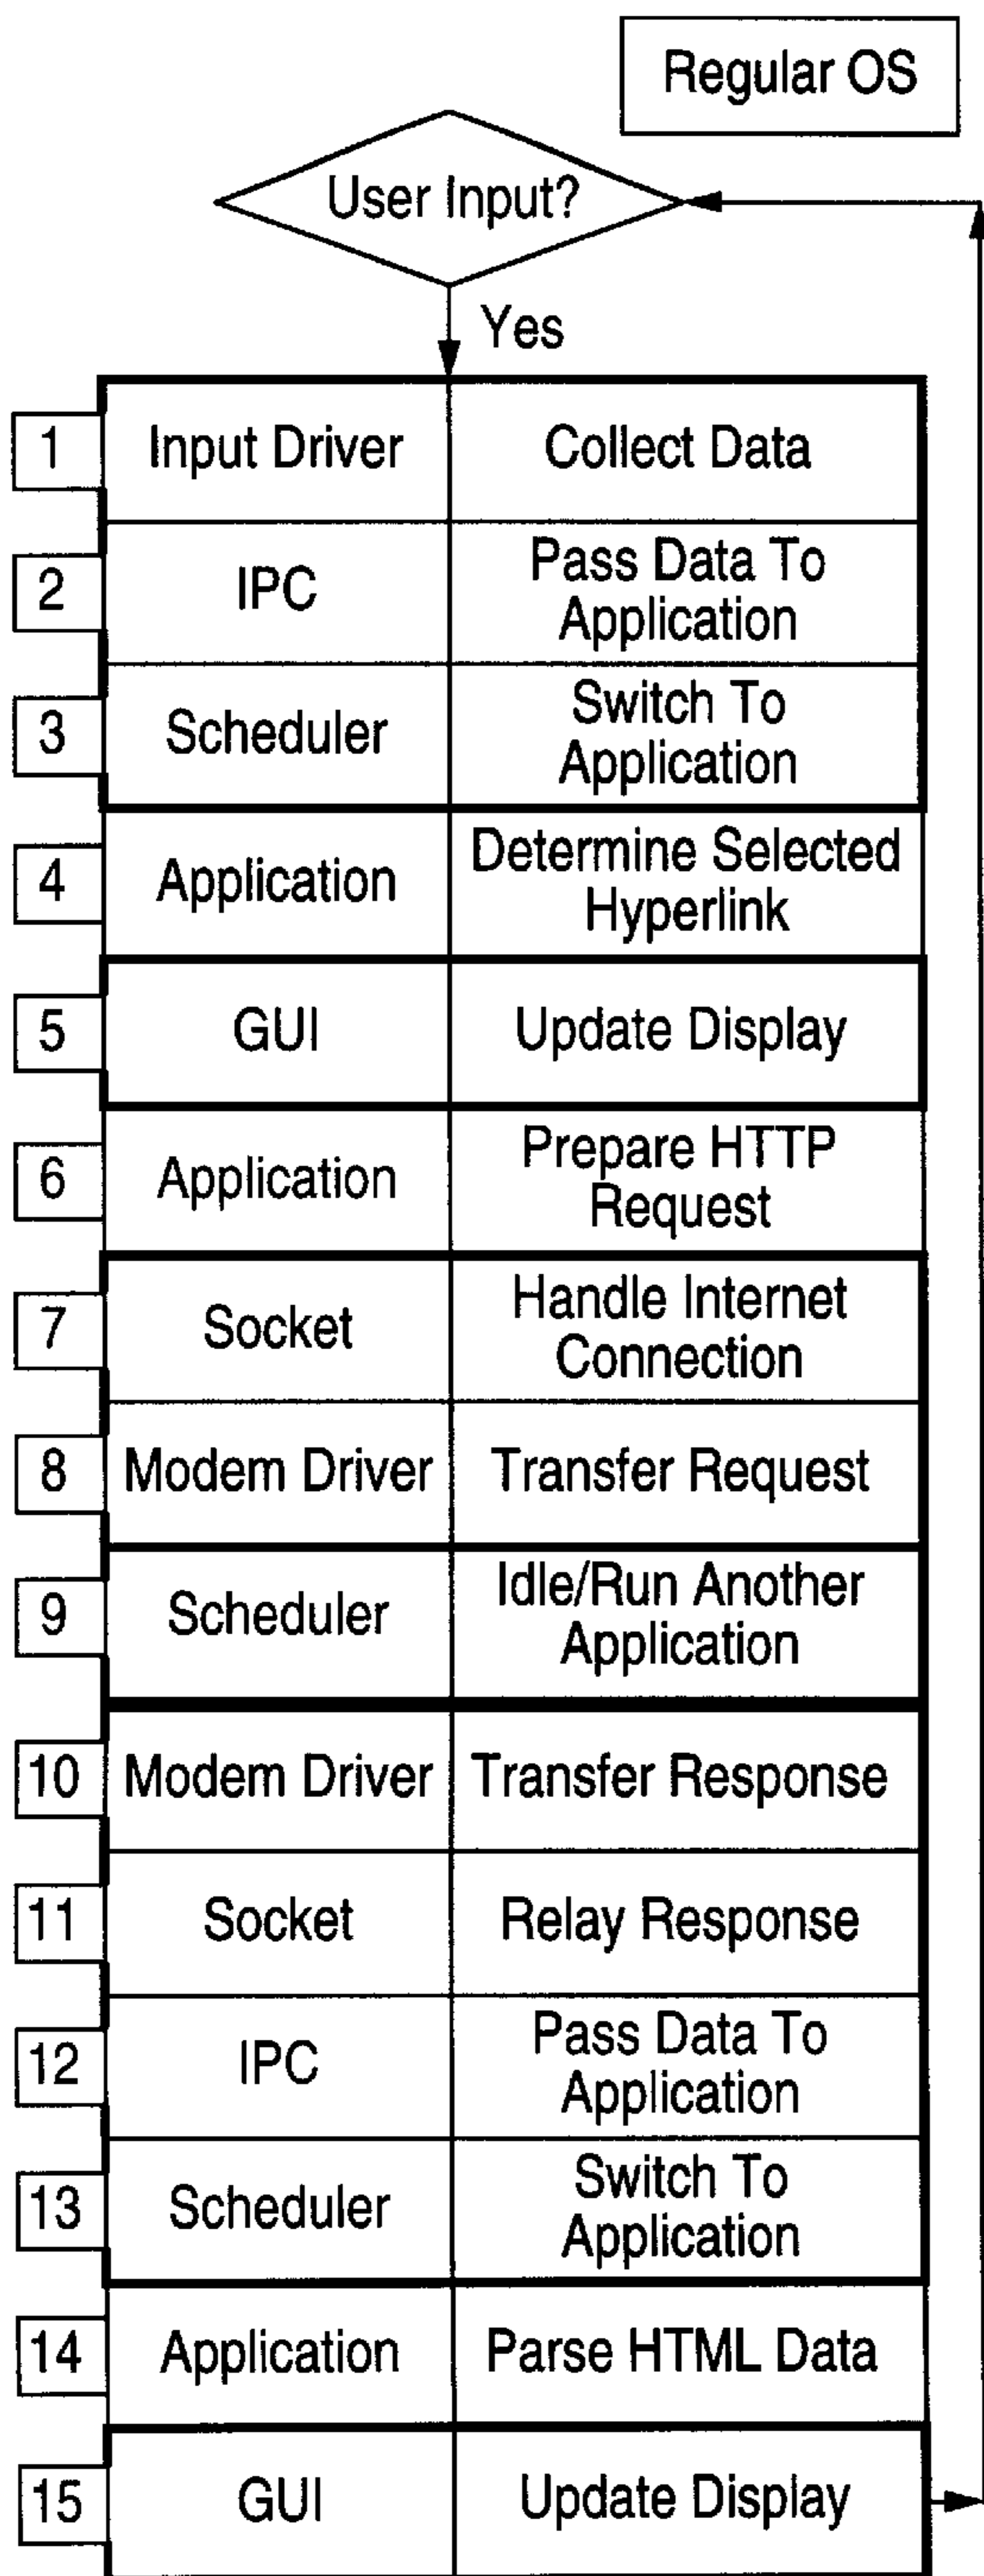 Regular OS
User Input?
Yes
1 Input Driver Collect Data
2 IPC Pass Data To
Application
3 Scheduler Switch To
Application
4 Application Determine Selected
Hyperlink
5 GUI Update Display
6 Application Prepare HTTP
Request
7 Socket Handle Internet
Connection
8 Modem Driver Transfer Request
9 Scheduler Idle/Run Another
Application
10 Modem Driver Transfer Response
11 Socket Relay Response
12 IPC Pass Data To
Application
13 Scheduler Switch To
Application
14 Application Parse HTML Data
15 GUI Update Display